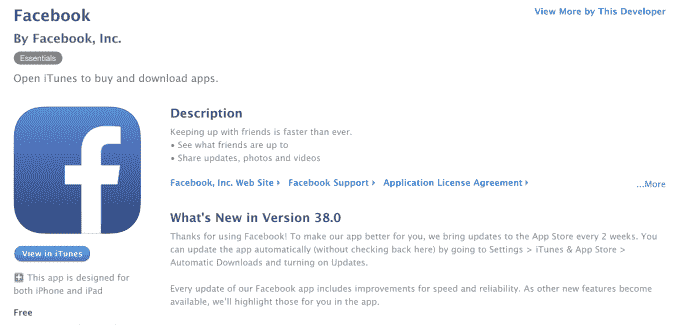 Facebook
View More by This Developer
By Facebook, Inc.
Essentials
Open iTunes to buy and download apps.
Description
Keeping up with friends is faster than ever.
• See what friends are up to
• Share updates, photos and videos
Facebook, Inc. Web Site
Facebook Support
Application License Agreement
...More
What's New in Version 38.0
Thanks for using Facebook! To make our app better for you, we bring updates to the App Store every 2 weeks. You
can update the app automatically (without checking back here) by going to Settings > iTunes & App Store >
Automatic Downloads and turning on Updates.
Every update of our Facebook app includes improvements for speed and reliability. As other new features become
available, we'll highlight those for you in the app.
f
View in iTunes
This app is designed for
both iPhone and iPad
Free